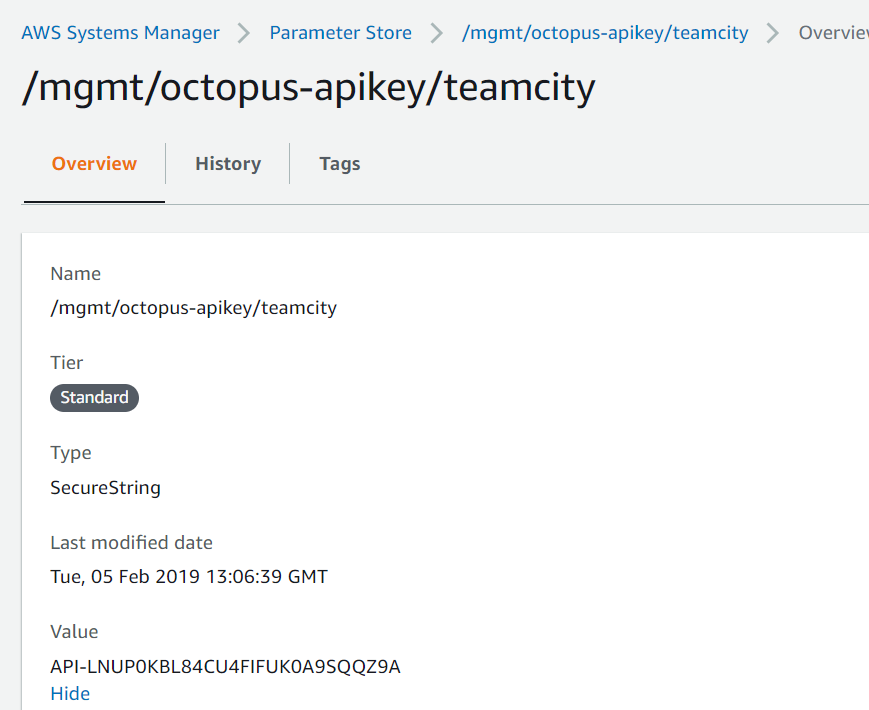 AWS Systems Manager > Parameter Store > /mgmt/octopus-apikey/teamcity > Overview
/mgmt/octopus-apikey/teamcity
Overview History Tags
Name
/mgmt/octopus-apikey/teamcity
Tier
Standard
Type
SecureString
Last modified date
Tue, 05 Feb 2019 13:06:39 GMT
Value
API-LNUP0KBL84CU4FIFUK0A9SQQZ9A
Hide